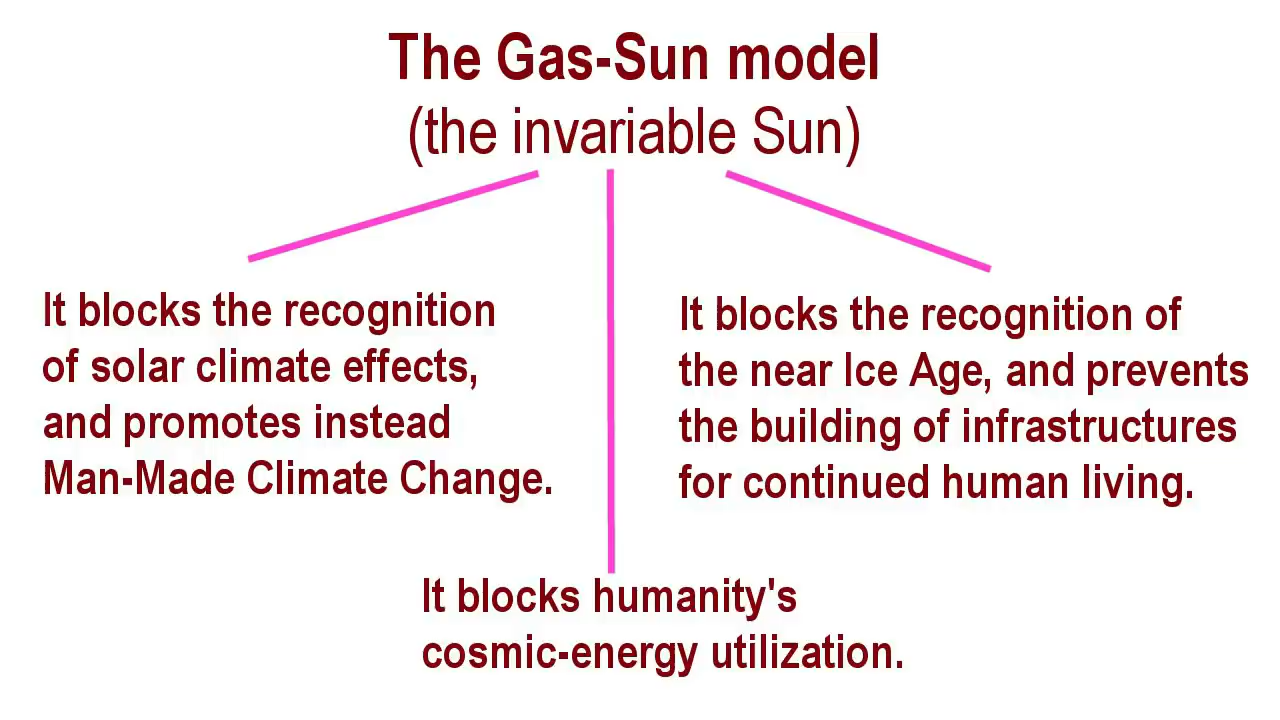 The Gas-Sun model
(the invariable Sun)
It blocks the recognition
of solar climate effects,
and promotes instead
Man-Made Climate Change.
It blocks the recognition of
the near Ice Age, and prevents
the building of infrastructures
for continued human living.
It blocks humanity's
cosmic-energy utilization.